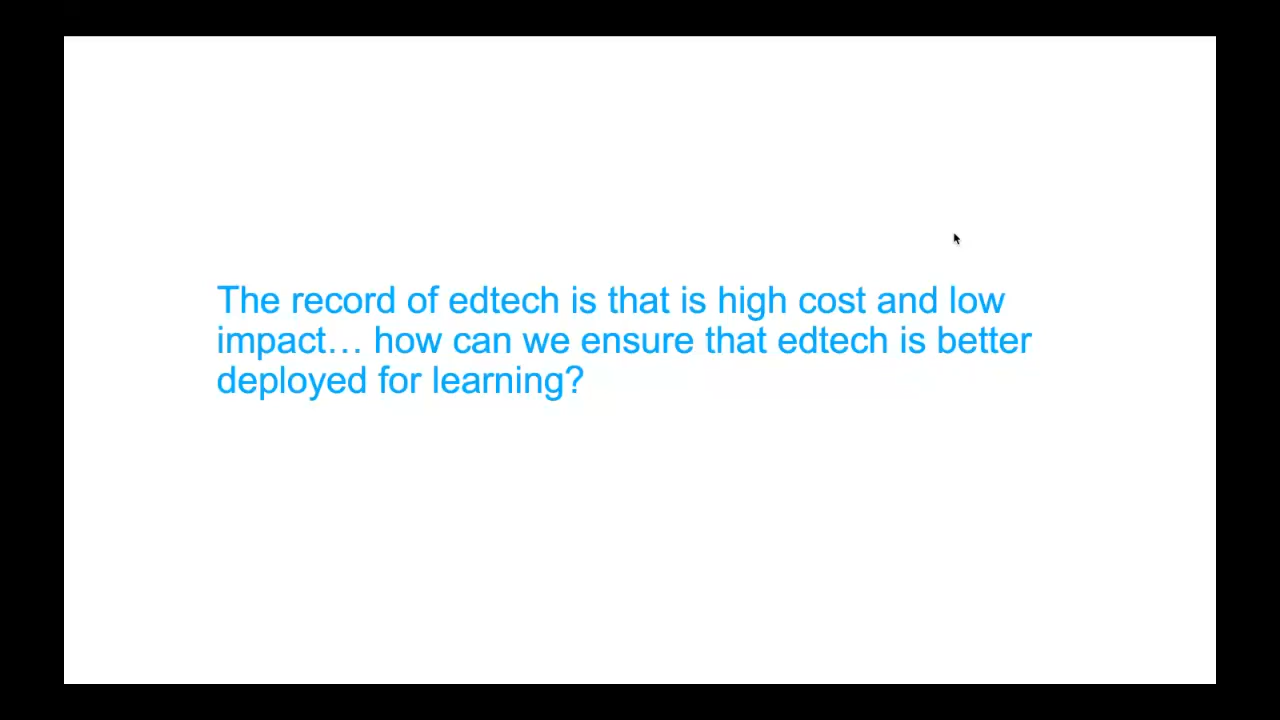 The record of edtech is that is high cost and low
impact… how can we ensure that edtech is better
deployed for learning?